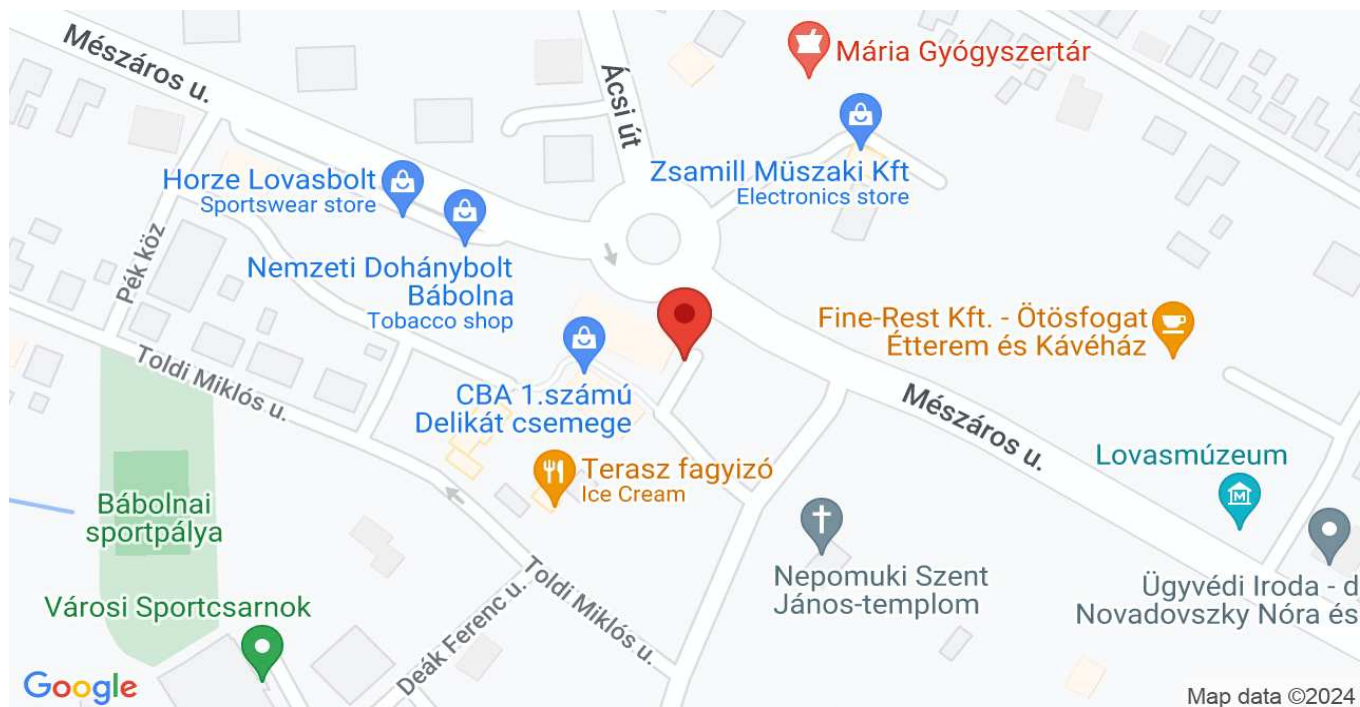 Mészáros u.
Ácsi út
Mária Gyógyszertár
Zsamill Müszaki Kft
Electronics store
Horze Lovasbolt
Sportswear store
Pék köz
Nemzeti Dohánybolt
Bábolna
Tobacco shop
Fine-Rest Kft. - Ötösfogat
Étterem és Kávéház
Toldi Miklós u.
CBA 1.számú
Delikát csemege
Mészáros u.
Lovasmúzeum
Terasz fagyizó
Ice Cream
Bábolnai
sportpálya
Nepomuki Szent
János-templom
Ügyvédi Iroda - d
Novadovszky Nóra és
Toldi Miklós u.
Deák Ferenc u.
Városi Sportcsarnok
Google
Map data ©2024